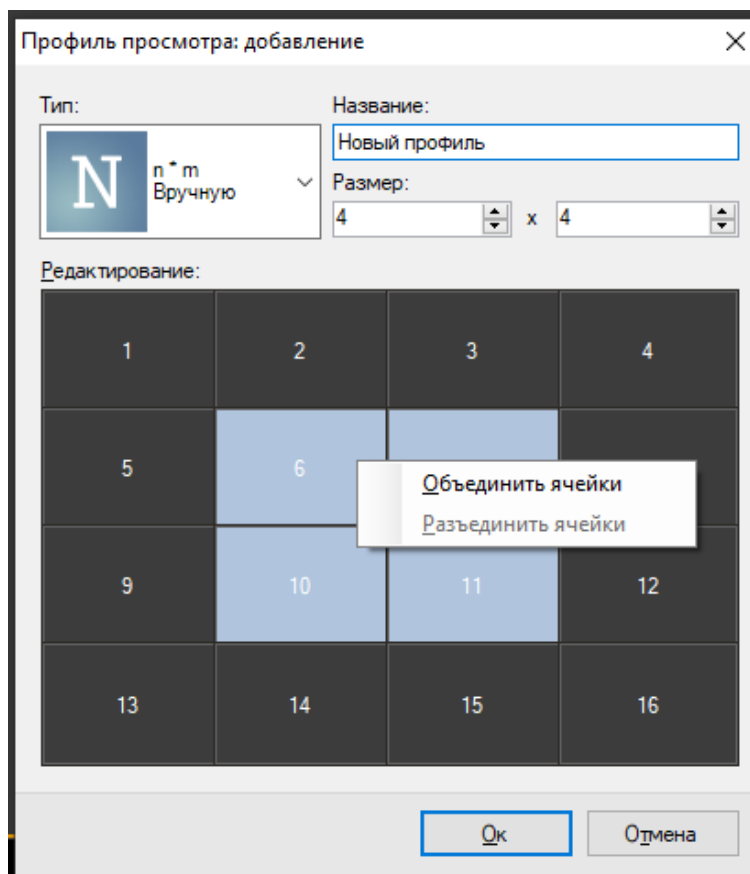 Профиль просмотра: добавление
Тип:
Название:
N
n * m
Вручную
Новый профиль
Размер:
4 x 4
Редактирование:
1 2 3 4
5 6
Объединить ячейки
Разъединить ячейки
9 10 11 12
13 14 15 16
Ок Отмена